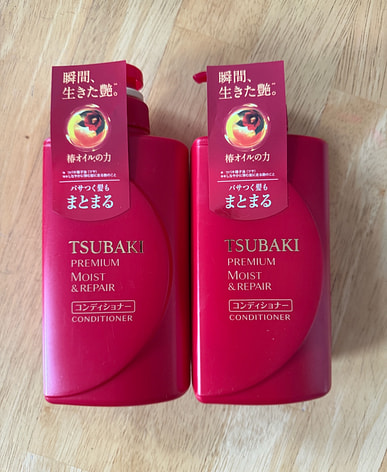 瞬間、
生きた艶**。
椿オイル*の力
パサつく髪も
まとまる
TSUBAKI
PREMIUM
MOIST
& REPAIR
コンディショナー
CONDITIONER
瞬間、
生きた艶**。
椿オイル*の力
パサつく髪も
まとまる
TSUBAKI
PREMIUM
MOIST
& REPAIR
コンディショナー
CONDITIONER